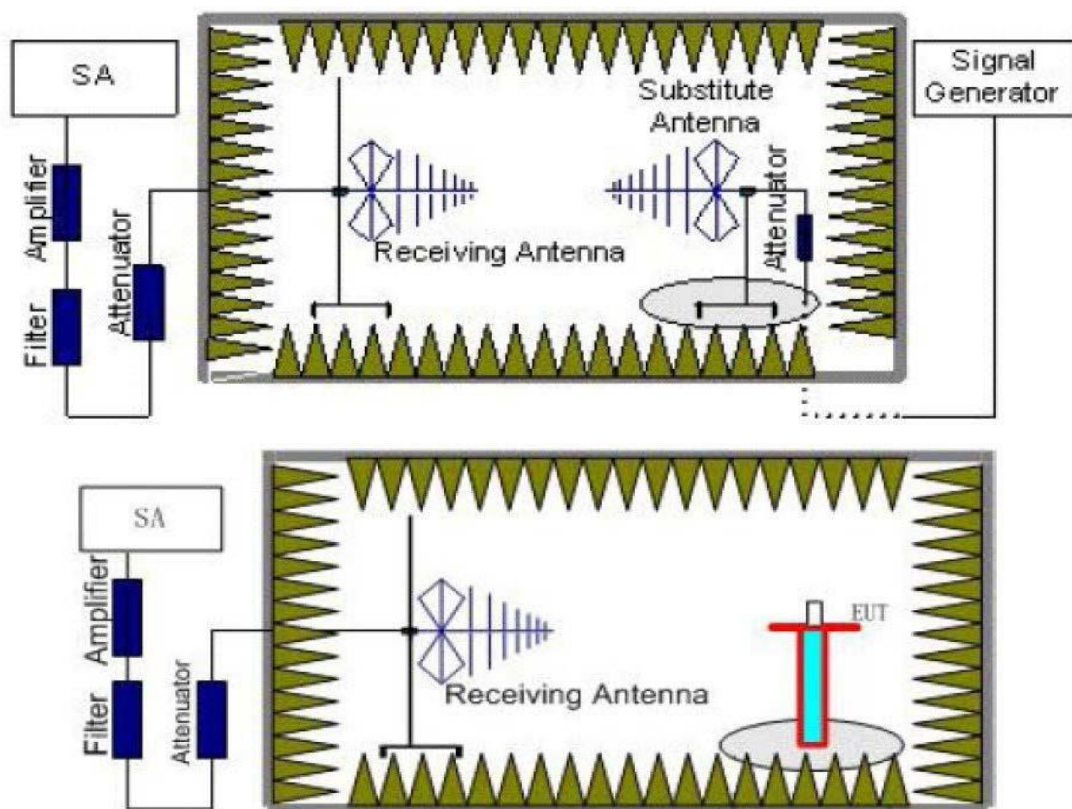 SA
Signal
Generator
Substitute
Antenna
Amplifier
Attenuator
Receiving Antenna
Attenuator
Filter
SA
Amplifier
EUT
Attenuator
Receiving Antenna
Filter